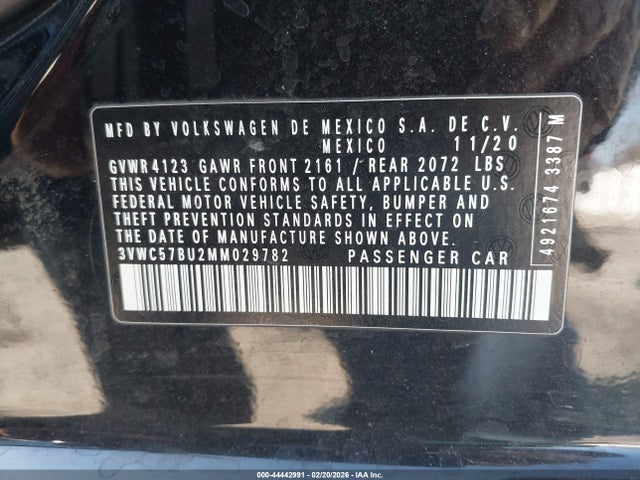 MFD BY VOLKSWAGEN DE MEXICO S.A. DE C.V.
MEXICO 11/20
GVWR 4123 GAWR FRONT 2161 / REAR 2072 LBS
THIS VEHICLE CONFORMS TO ALL APPLICABLE U.S.
FEDERAL MOTOR VEHICLE SAFETY, BUMPER AND
THEFT PREVENTION STANDARDS IN EFFECT ON
THE DATE OF MANUFACTURE SHOWN ABOVE.
3VWC57BU2MM029782 PASSENGER CAR
4921674 3387 M
000-44442991 - 02/20/2026 - IAAI.com